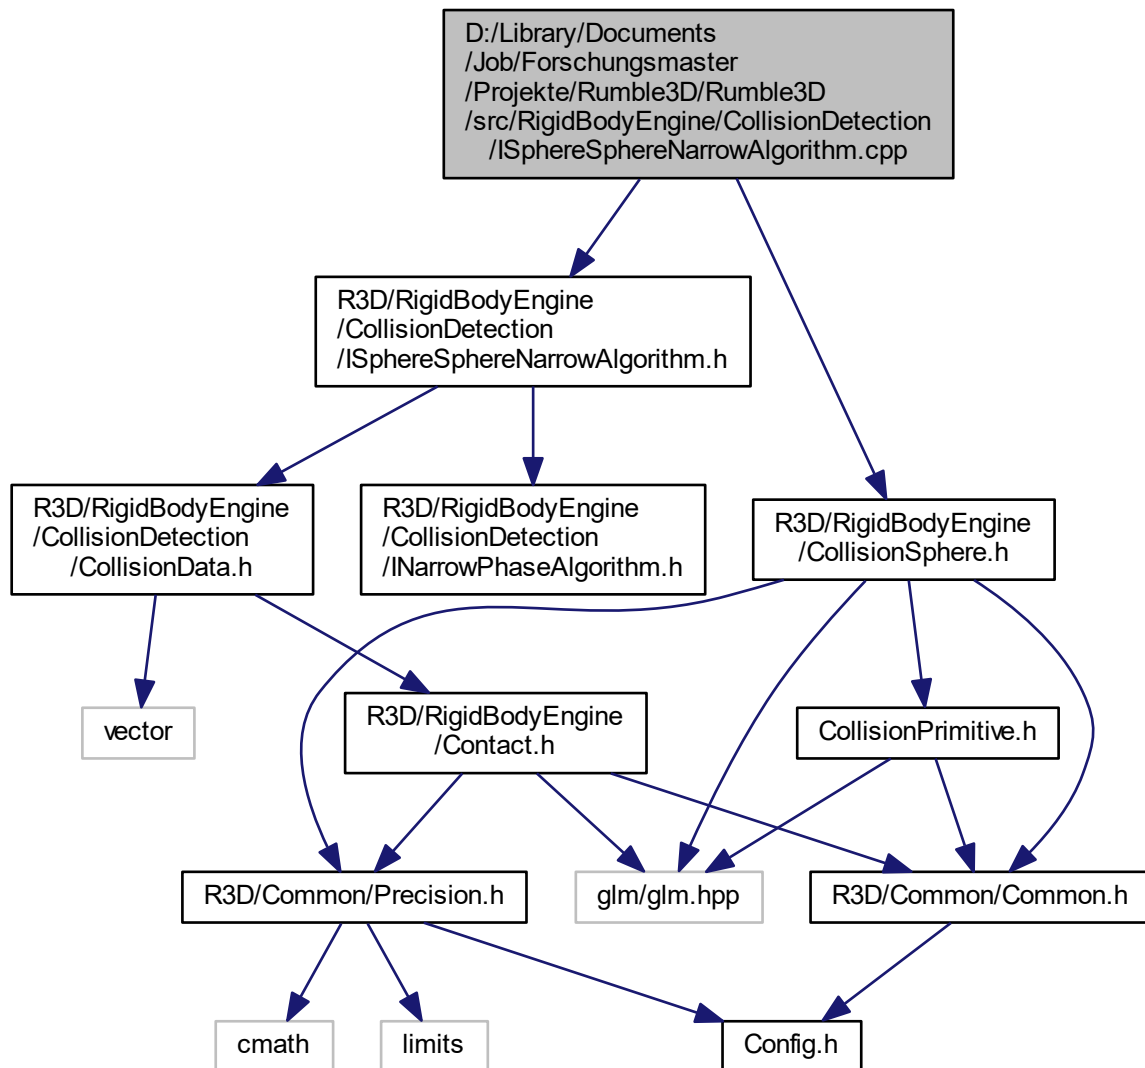 D:/Library/Documents
/Job/Forschungsmaster
/Projekte/Rumble3D/Rumble3D
/src/RigidBodyEngine/CollisionDetection
/ISphereSphereNarrowAlgorithm.cpp
R3D/RigidBodyEngine
/CollisionDetection
/ISphereSphereNarrowAlgorithm.h
R3D/RigidBodyEngine
/CollisionDetection
/CollisionData.h
R3D/RigidBodyEngine
/CollisionDetection
/INarrowPhaseAlgorithm.h
R3D/RigidBodyEngine
/CollisionSphere.h
vector
R3D/RigidBodyEngine
/Contact.h
CollisionPrimitive.h
R3D/Common/Precision.h
glm/glm.hpp
R3D/Common/Common.h
cmath
limits
Config.h